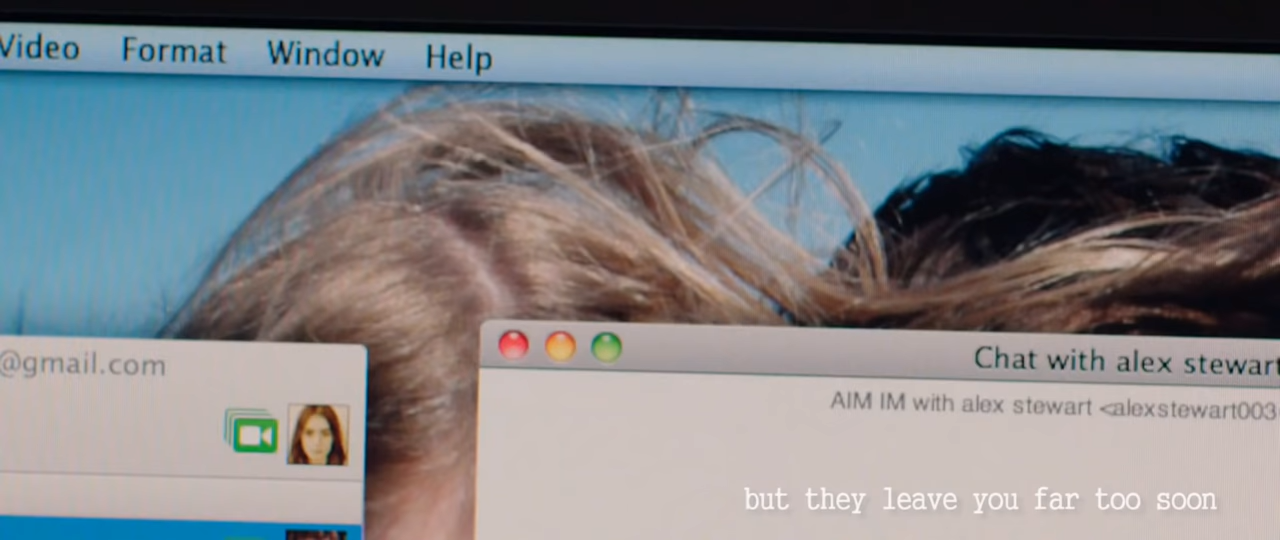 Video Format Window Help
@gmail.com
Chat with alex stewart
AIM IM with alex stewart <alexstewart003
but they leave you far too soon